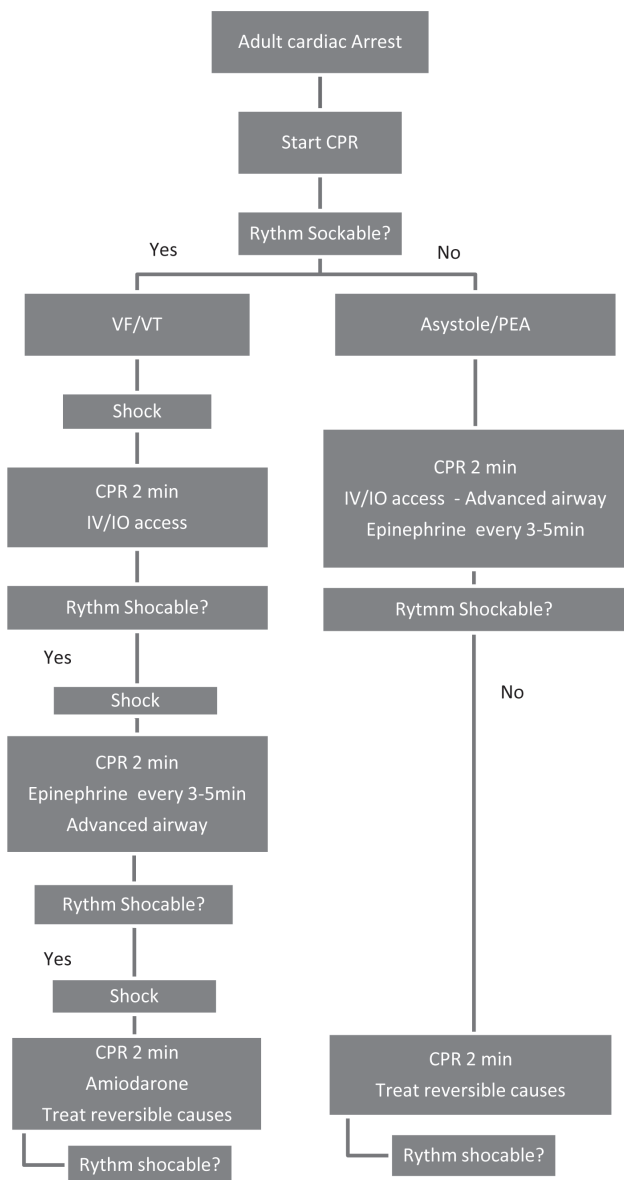 Adult cardiac Arrest
Start CPR
Rythm Sockable?
Yes
No
VF/VT
Asystole/PEA
Shock
CPR 2 min
IV/IO access
CPR 2 min
IV/IO access - Advanced airway
Epinephrine every 3-5min
Rythm Shocable?
Rytmm Shockable?
Yes
No
Shock
CPR 2 min
Epinephrine every 3-5min
Advanced airway
Rythm Shocable?
Yes
Shock
CPR 2 min
Amiodarone
Treat reversible causes
CPR 2 min
Treat reversible causes
Rythm shocable?
Rythm shockable?